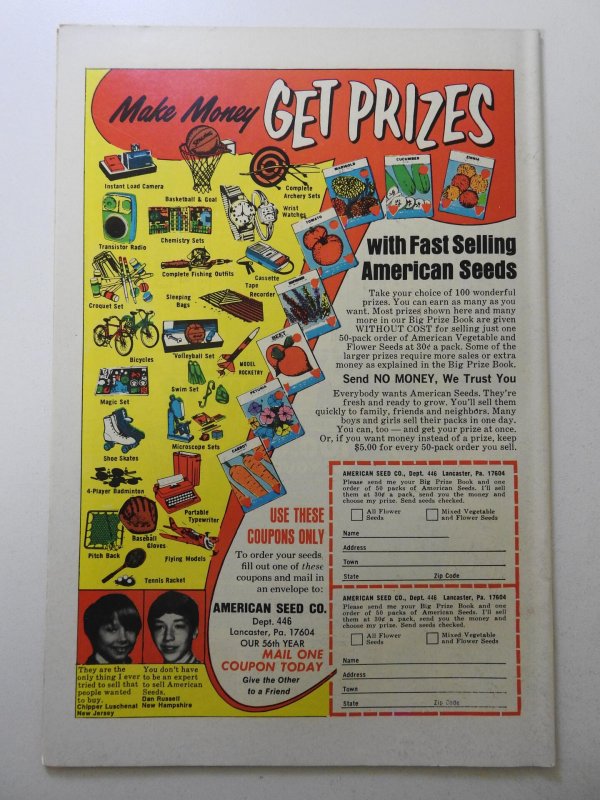 Make Money GET PRIZES
Instant Load Camera
Basketball & Goal
Complete
Archery Sets
Wrist
Watches
Transistor Radio
Chemistry Sets
Complete Fishing Outfits
Cassette
Tape
Recorder
Croquet Set
Sleeping
Bags
Bicycles
Volleyball Set
MODEL
ROCKETRY
Swim Set
Magic Set
Microscope Sets
Shoe Skates
4-Player Badminton
Portable
Typewriter
Pitch Back
Baseball
Gloves
Flying Models
Tennis Racket
MARIGOLD
CUCUMBER
ZINNIA
TOMATO
BEET
PETUNIA
CARROT
with Fast Selling
American Seeds
Take your choice of 100 wonderful
prizes. You can earn as many as you
want. Most prizes shown here and many
more in our Big Prize Book are given
WITHOUT COST for selling just one
50-pack order of American Vegetable and
Flower Seeds at 30¢ a pack. Some of the
larger prizes require more sales or extra
money as explained in the Big Prize Book.
Send NO MONEY, We Trust You
Everybody wants American Seeds. They're
fresh and ready to grow. You'll sell them
quickly to family, friends and neighbors. Many
boys and girls sell their packs in one day.
You can, too — and get your prize at once.
Or, if you want money instead of a prize, keep
$5.00 for every 50-pack order you sell.
USE THESE
COUPONS ONLY
To order your seeds
fill out one of these
coupons and mail in
an envelope to:
AMERICAN SEED CO.
Dept. 446
Lancaster, Pa. 17604
OUR 56th YEAR
MAIL ONE
COUPON TODAY
Give the Other
to a Friend
AMERICAN SEED CO., Dept. 446 Lancaster, Pa. 17604
Please send me your Big Prize Book and one
order of 50 packs of American Seeds. I'll sell
them at 30¢ a pack, send you the money and
choose my prize. Send seeds checked.
All Flower
Seeds
Mixed Vegetable
and Flower Seeds
Name
Address
Town
State Zip Code
AMERICAN SEED CO., Dept. 446 Lancaster, Pa. 17604
Please send me your Big Prize Book and one
order of 50 packs of American Seeds. I'll sell
them at 30¢ a pack, send you the money and
choose my prize. Send seeds checked.
All Flower
Seeds
Mixed Vegetable
and Flower Seeds
Name
Address
Town
State Zip Code
They are the
only thing I ever
tried to sell that
people wanted
to buy.
Chipper Luschenat
New Jersey
You don't have
to be an expert
to sell American
Seeds.
Dan Russell
New Hampshire